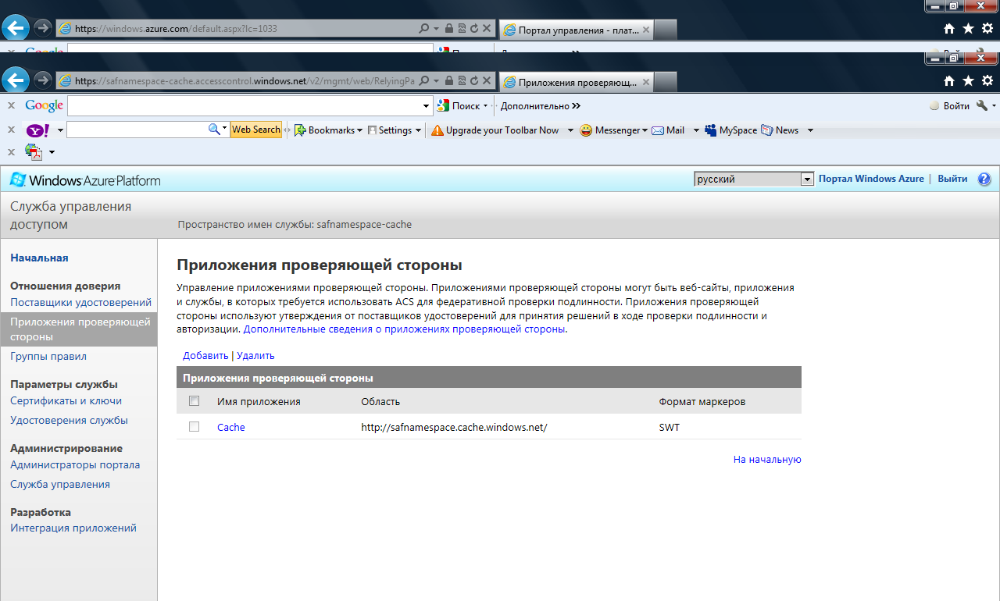 https://windows.azure.com/default.aspx?lc=1033
Портал управления - плат...
https://safnamespace-cache.accesscontrol.windows.net/v2/mgmt/web/RelyingPa
Приложения проверяющ...
x Google Поиск Дополнительно » Войти
x Y! Web Search Bookmarks Settings Upgrade your Toolbar Now Messenger Mail MySpace News
x
Windows Azure Platform
русский
Портал Windows Azure | Выйти
Служба управления
доступом
Пространство имен службы: safnamespace-cache
Начальная
Отношения доверия
Поставщики удостоверений
Приложения проверяющей
стороны
Группы правил
Параметры службы
Сертификаты и ключи
Удостоверения службы
Администрирование
Администраторы портала
Служба управления
Разработка
Интеграция приложений
Приложения проверяющей стороны
Управление приложениями проверяющей стороны. Приложениями проверяющей стороны могут быть веб-сайты, приложения
и службы, в которых требуется использовать ACS для федеративной проверки подлинности. Приложения проверяющей
стороны используют утверждения от поставщиков удостоверений для принятия решений в ходе проверки подлинности и
авторизации. Дополнительные сведения о приложениях проверяющей стороны.
Добавить | Удалить
Приложения проверяющей стороны
Имя приложения Область Формат маркеров
Cache http://safnamespace.cache.windows.net/ SWT
На начальную